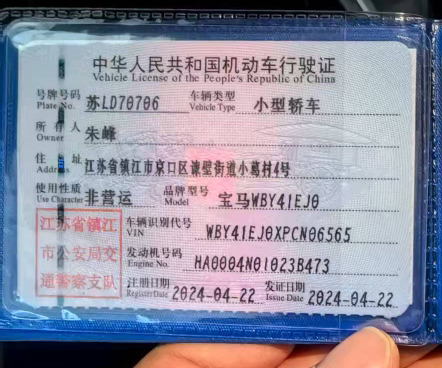 中华人民共和国机动车行驶证
Vehicle License of the People's Republic of China
号牌号码 Plate No. 苏LD70706 车辆类型 Vehicle Type 小型轿车
所有人 Owner 朱峰
住址 Address 江苏省镇江市京口区谏壁街道小葛村4号
使用性质 Use Character 非营运 品牌型号 Model 宝马WBY41EJ0
车辆识别代号 VIN WBY41EJ0XPCN06565
发动机号码 Engine No. HA0004N01023B473
注册日期 Register Date 2024-04-22 发证日期 Issue Date 2024-04-22
江苏省镇江
市公安局交
通警察支队